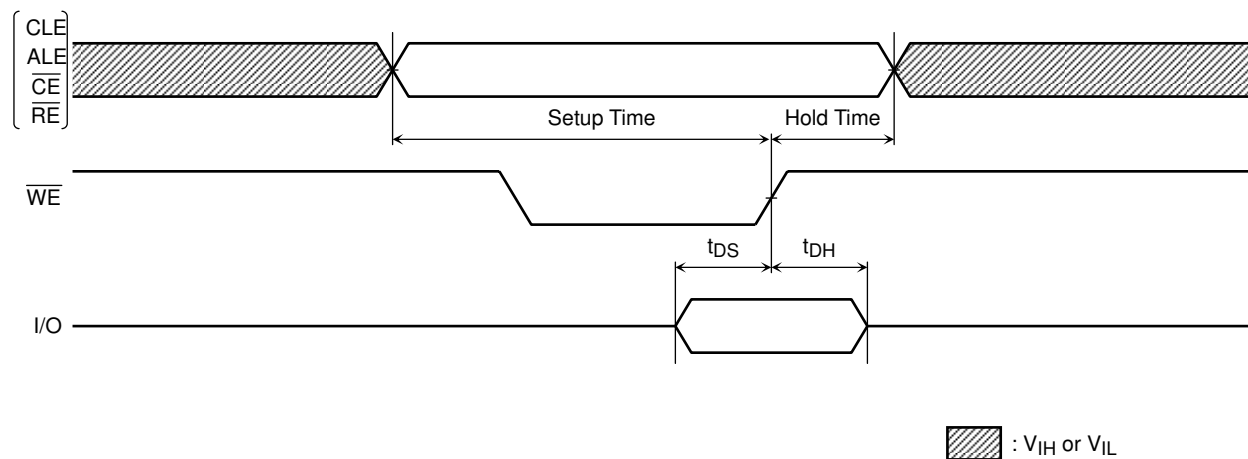 CLE
ALE
CE
RE
Setup Time
Hold Time
WE
tDS
tDH
I/O
: VIH or VIL